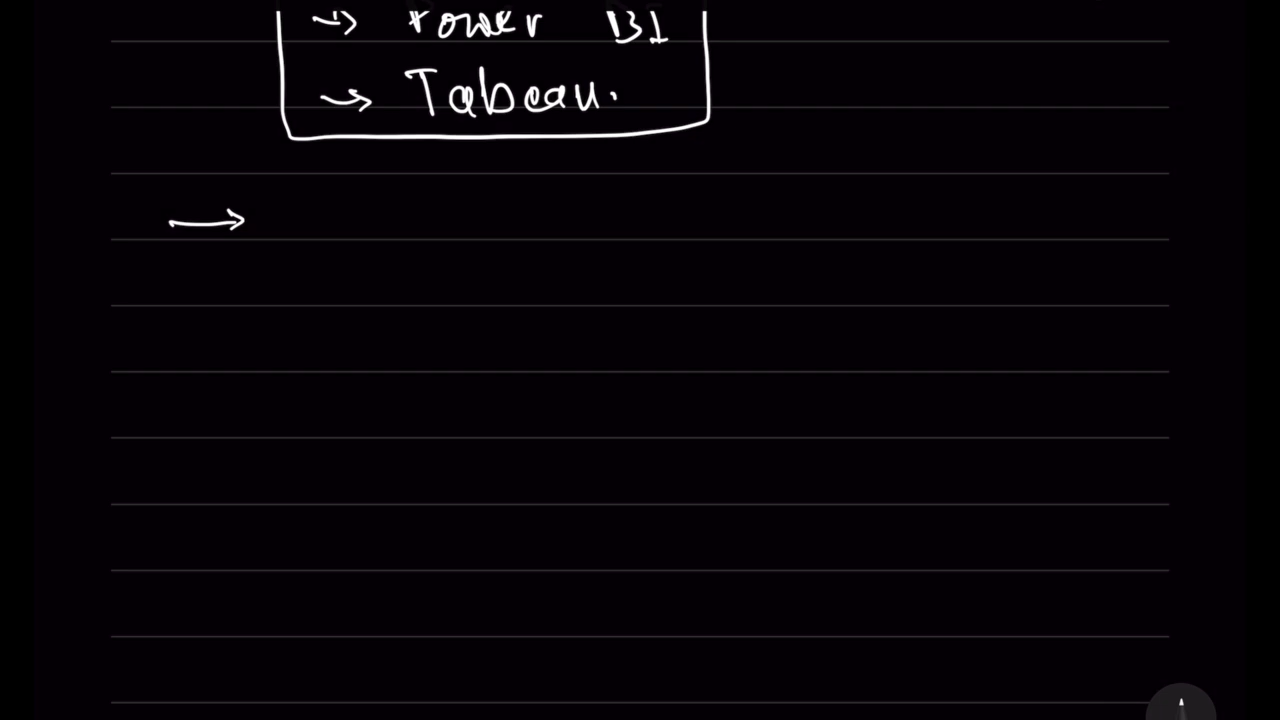 → Power BI
→ Tabeau.
→